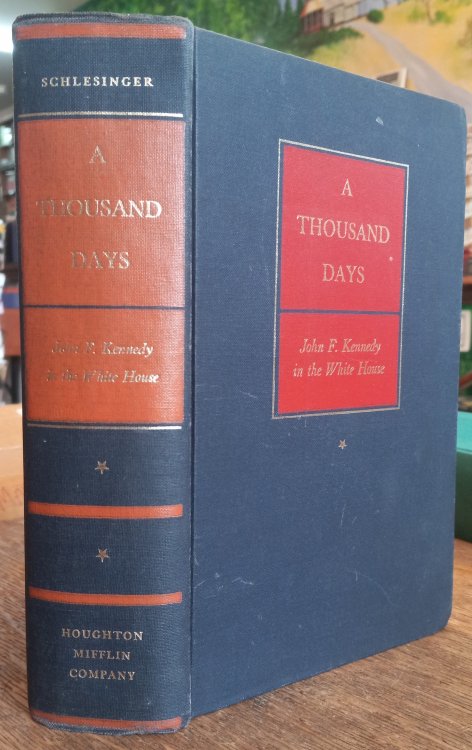 SCHLESINGER
A
THOUSAND
DAYS
John F. Kennedy
in the White House
HOUGHTON
MIFFLIN
COMPANY
A
THOUSAND
DAYS
John F. Kennedy
in the White House